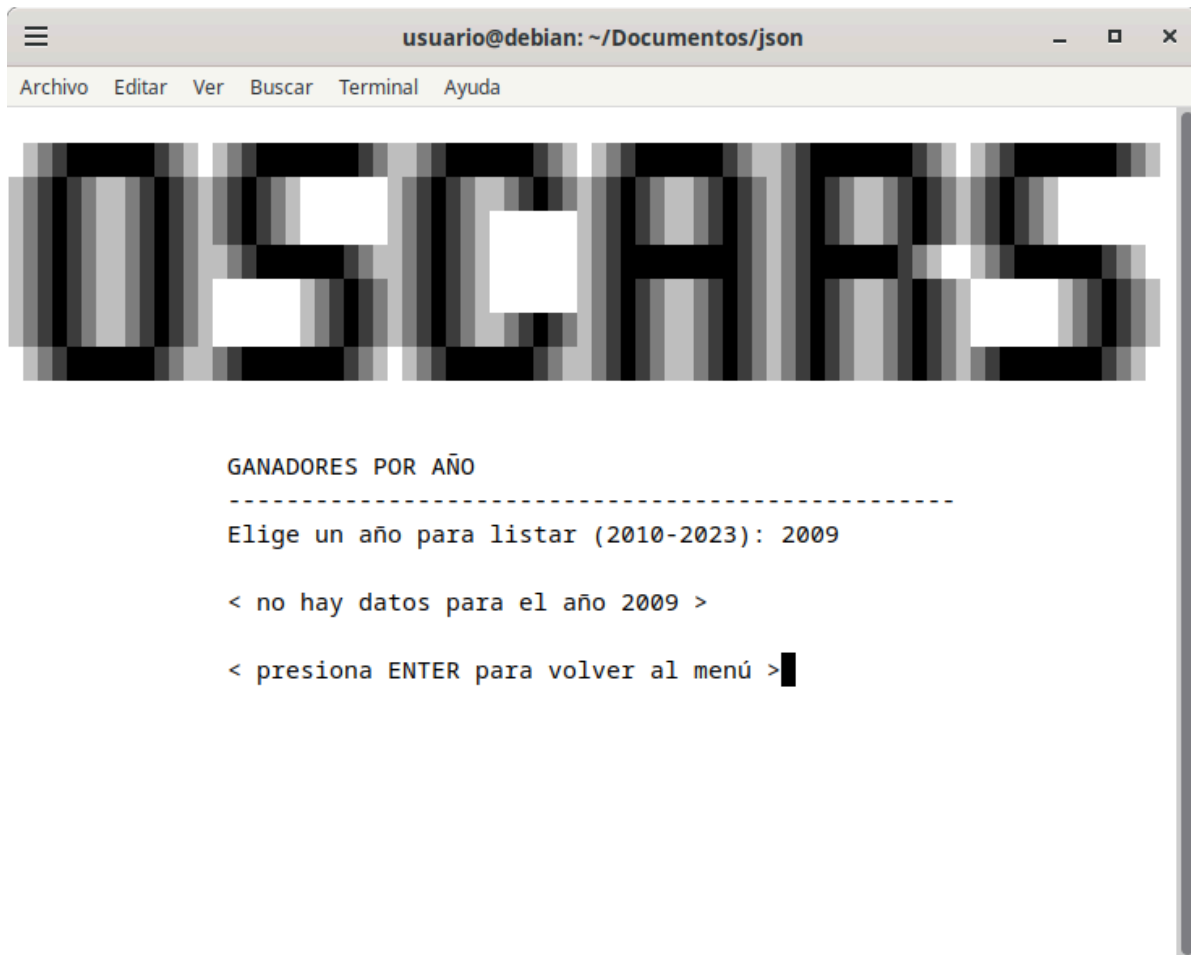 usuario@debian: ~/Documentos/json
Archivo Editar Ver Buscar Terminal Ayuda
OSCARS
GANADORES POR AÑO
--------------------------------------------------
Elige un año para listar (2010-2023): 2009
< no hay datos para el año 2009 >
< presiona ENTER para volver al menú >